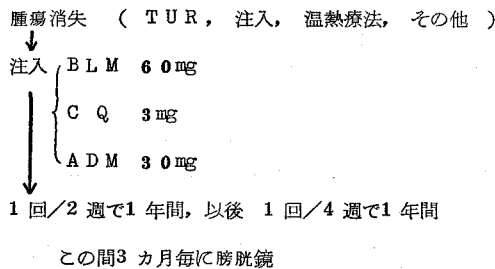 腫瘍消失 （ TUR, 注入, 温熱療法, その他 ）
注入 BLM 60mg
CQ 3mg
ADM 30mg
1回/2週で1年間, 以後 1回/4週で1年間
この間3カ月毎に膀胱鏡